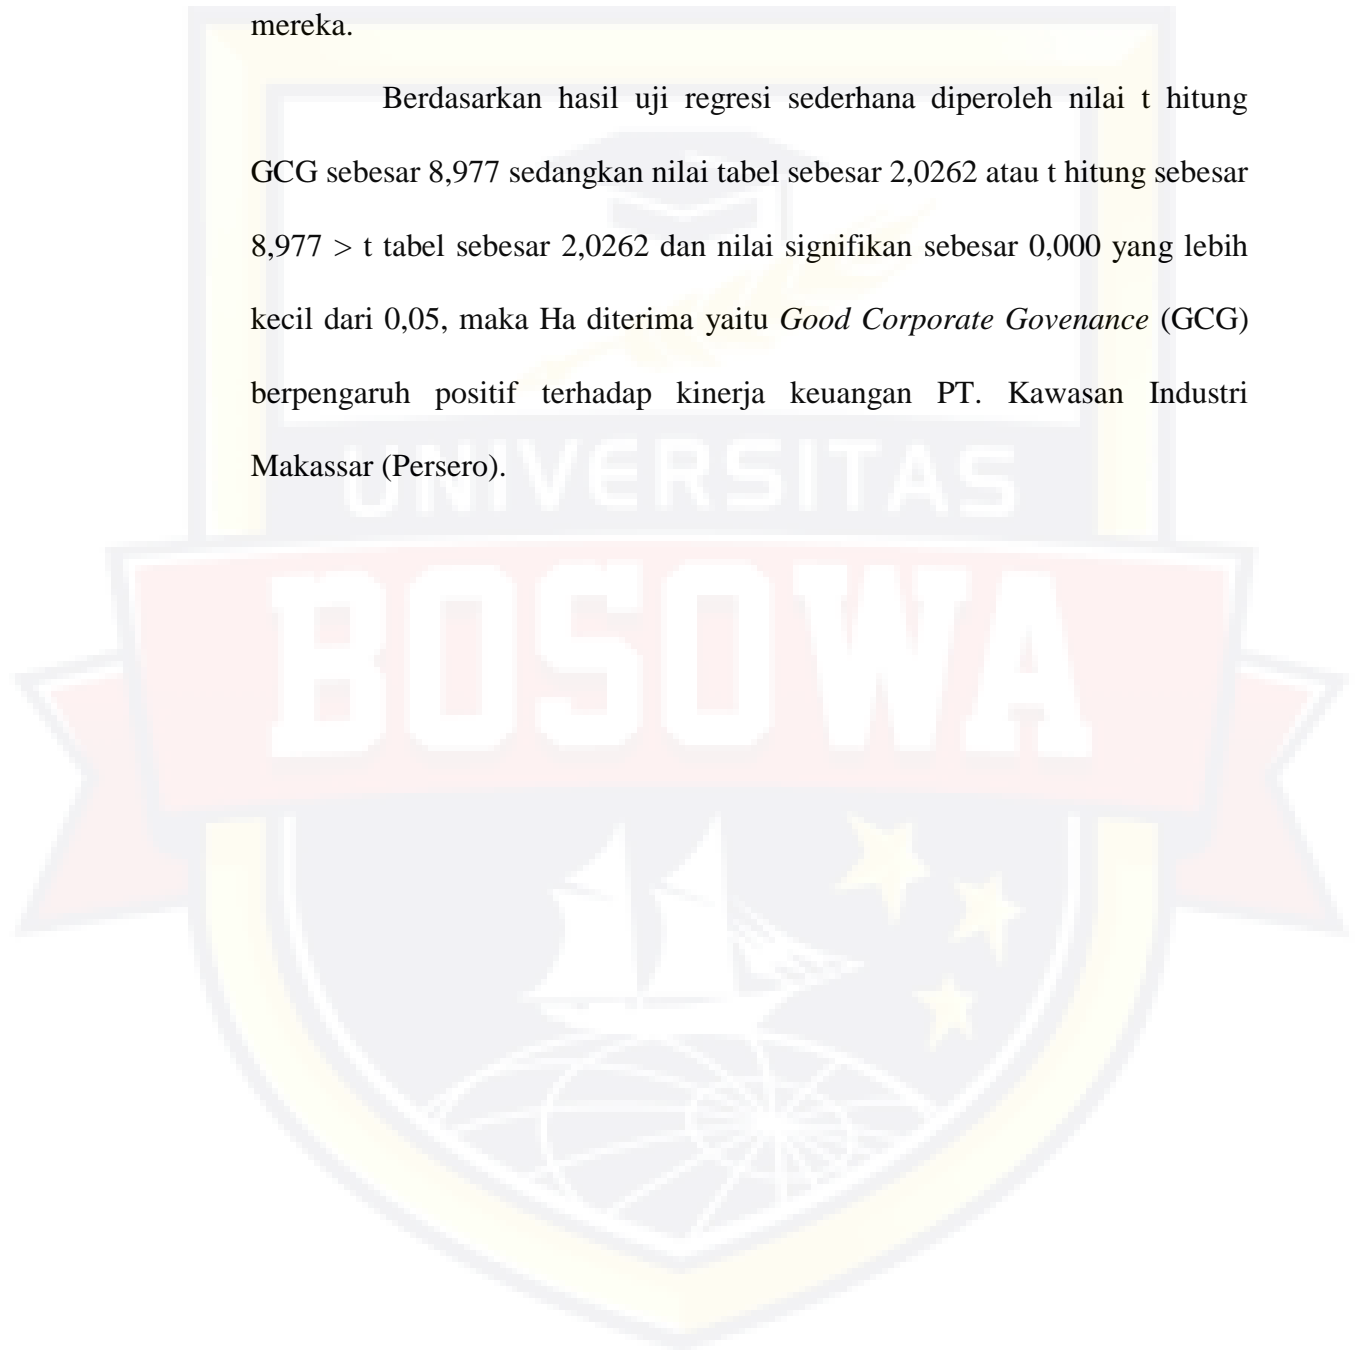 mereka.
Berdasarkan hasil uji regresi sederhana diperoleh nilai t hitung
GCG sebesar 8,977 sedangkan nilai tabel sebesar 2,0262 atau t hitung sebesar
8,977 > t tabel sebesar 2,0262 dan nilai signifikan sebesar 0,000 yang lebih
kecil dari 0,05, maka Ha diterima yaitu Good Corporate Govenance (GCG)
berpengaruh positif terhadap kinerja keuangan PT. Kawasan Industri
Makassar (Persero).
UNIVERSITAS
BOSOWA